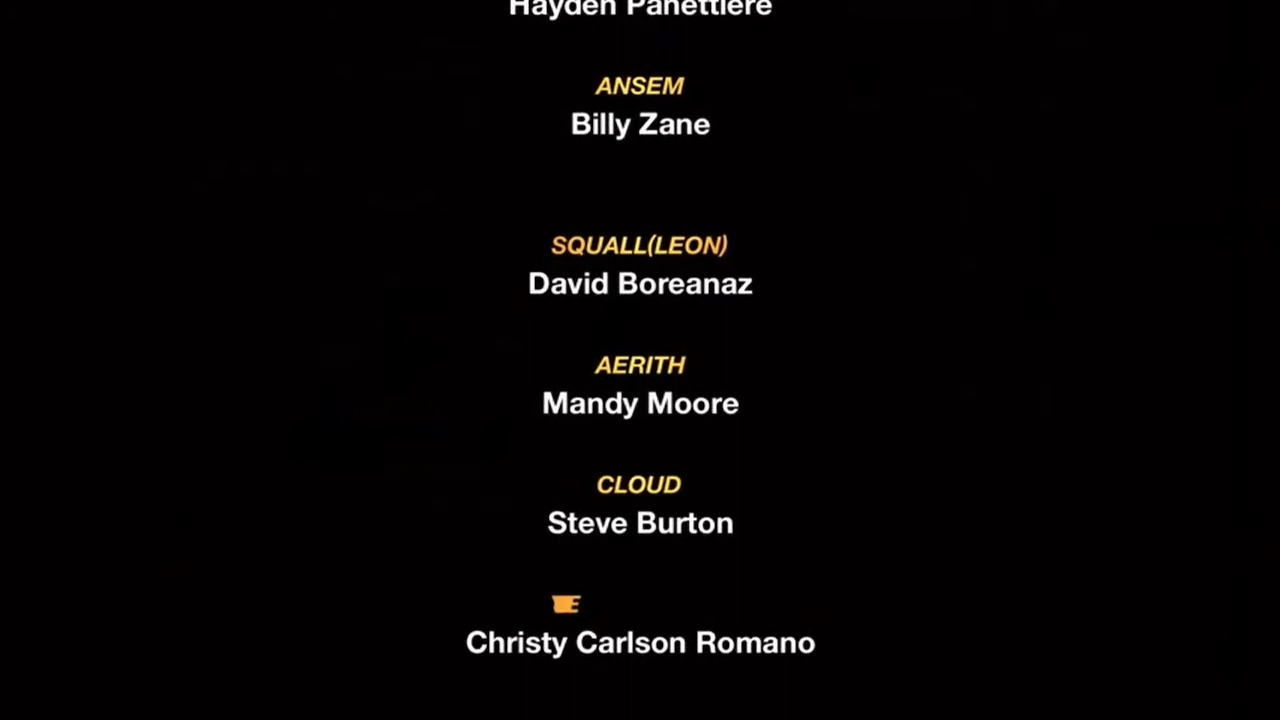 Hayden Panettiere
ANSEM
Billy Zane
SQUALL(LEON)
David Boreanaz
AERITH
Mandy Moore
CLOUD
Steve Burton
Christy Carlson Romano